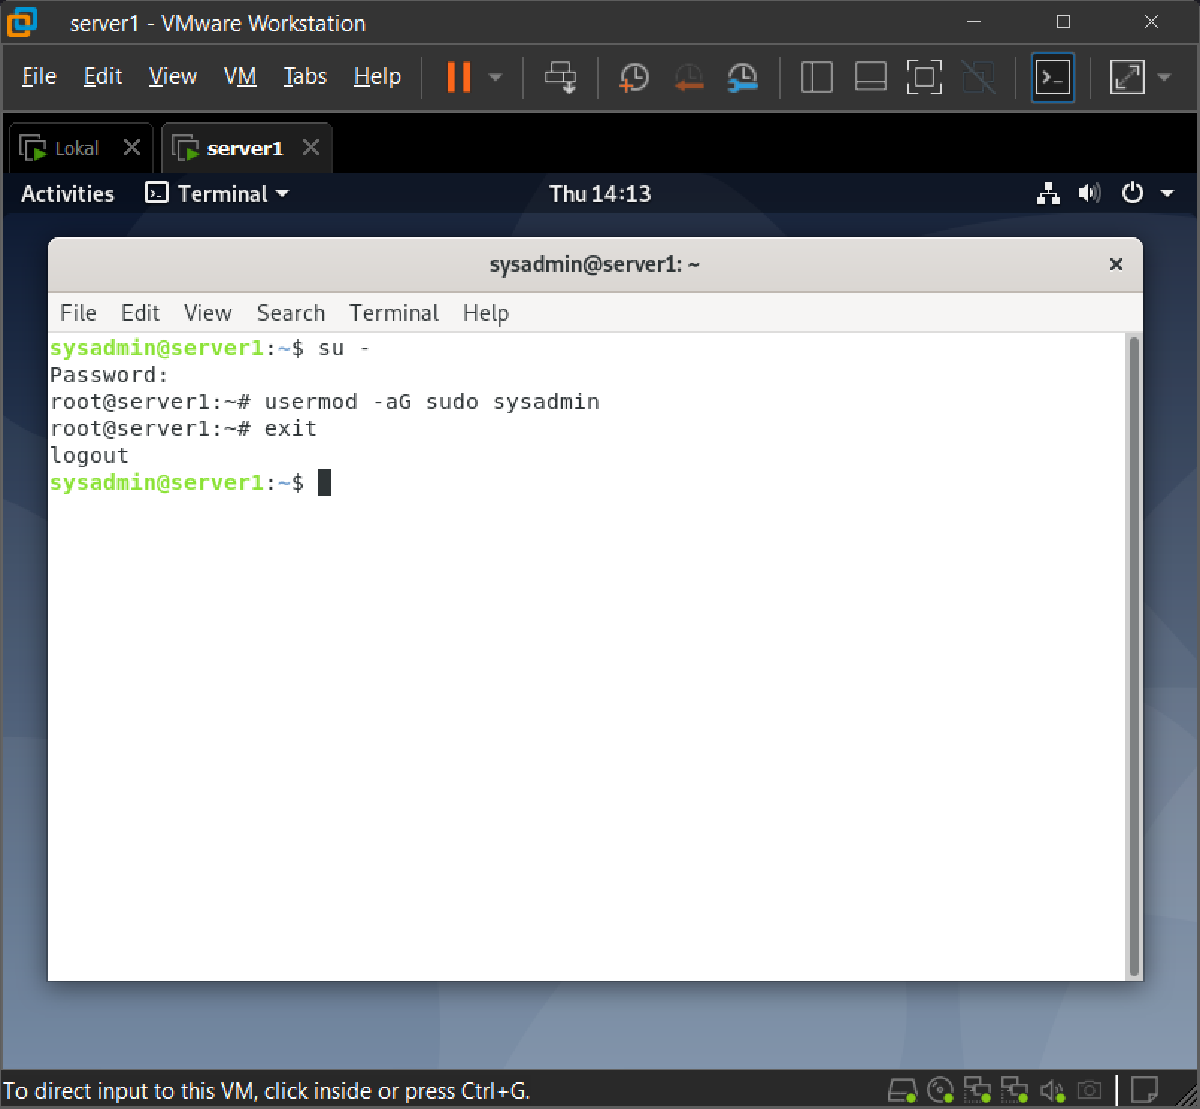 server1 - VMware Workstation
File Edit View VM Tabs Help
Lokal server1
Activities Terminal Thu 14:13
sysadmin@server1: ~
File Edit View Search Terminal Help
sysadmin@server1:~$ su -
Password:
root@server1:~# usermod -aG sudo sysadmin
root@server1:~# exit
logout
sysadmin@server1:~$
To direct input to this VM, click inside or press Ctrl+G.